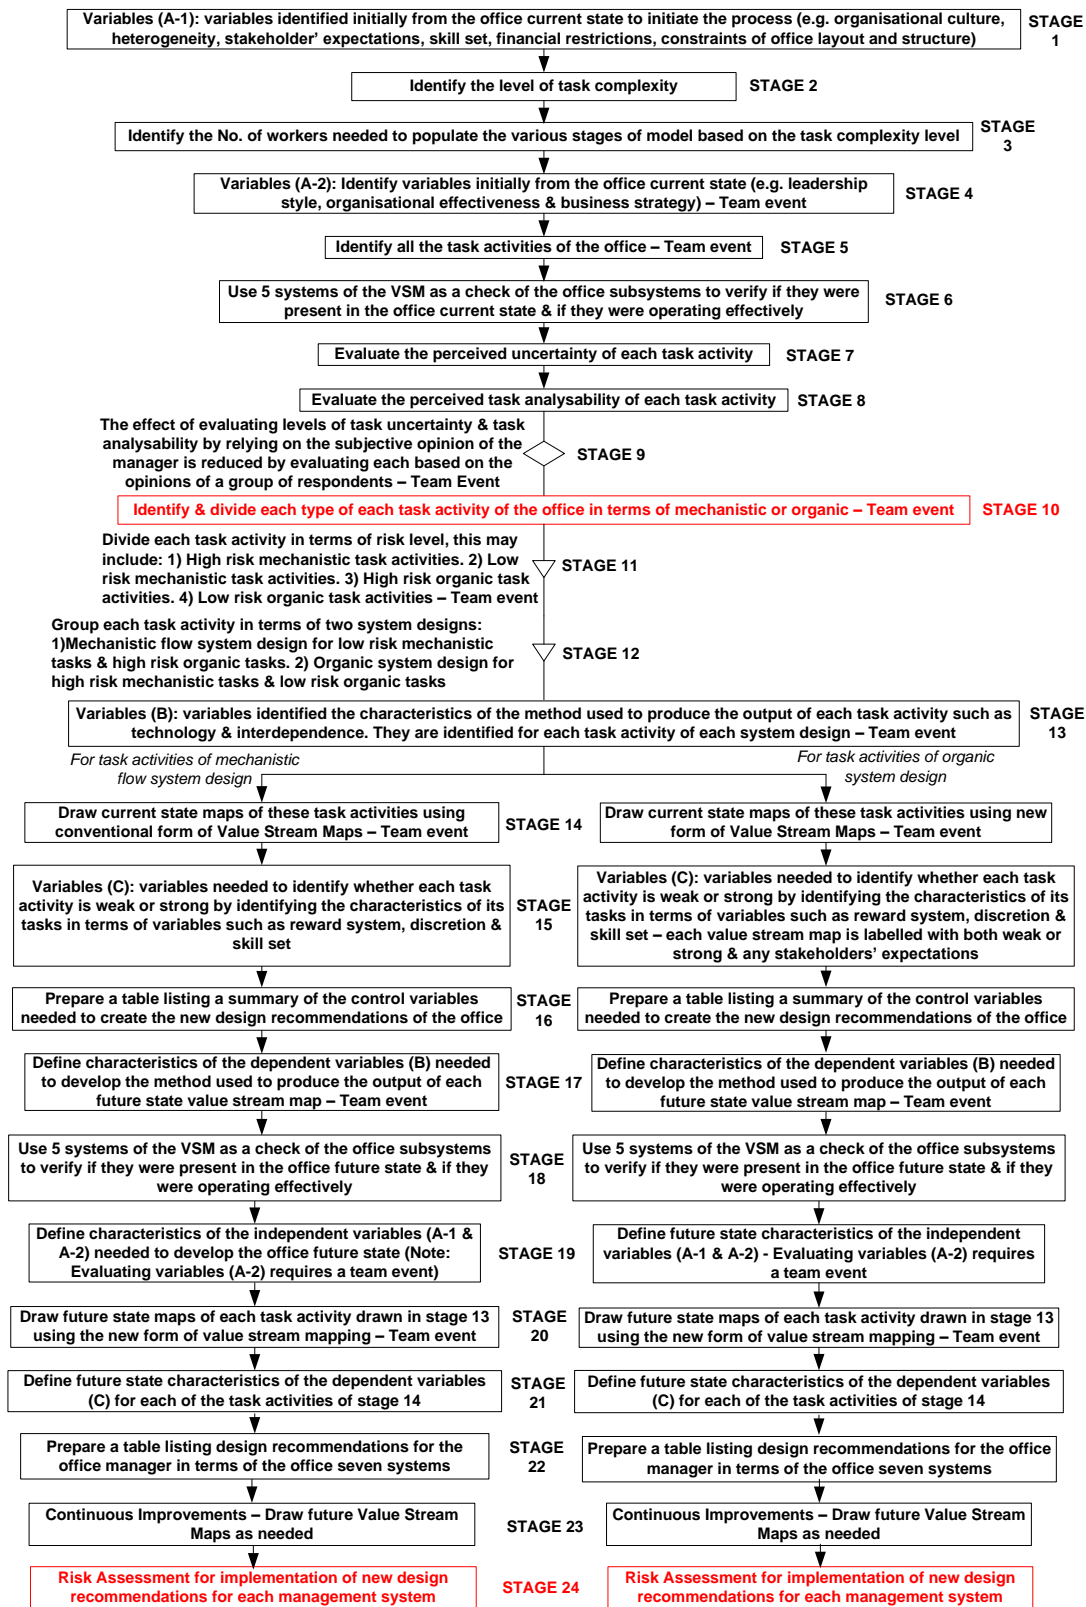 Variables (A-1): variables identified initially from the office current state to initiate the process (e.g. organisational culture,
heterogeneity, stakeholder’ expectations, skill set, financial restrictions, constraints of office layout and structure)
STAGE
1
Identify the level of task complexity
STAGE 2
Identify the No. of workers needed to populate the various stages of model based on the task complexity level
STAGE
3
Variables (A-2): Identify variables initially from the office current state (e.g. leadership
style, organisational effectiveness & business strategy) – Team event
STAGE 4
Identify all the task activities of the office – Team event
STAGE 5
Use 5 systems of the VSM as a check of the office subsystems to verify if they were
present in the office current state & if they were operating effectively
STAGE 6
Evaluate the perceived uncertainty of each task activity
STAGE 7
Evaluate the perceived task analysability of each task activity
STAGE 8
The effect of evaluating levels of task uncertainty & task
analysability by relying on the subjective opinion of the
manager is reduced by evaluating each based on the
opinions of a group of respondents – Team Event
STAGE 9
Identify & divide each type of each task activity of the office in terms of mechanistic or organic – Team event
STAGE 10
Divide each task activity in terms of risk level, this may
include: 1) High risk mechanistic task activities. 2) Low
risk mechanistic task activities. 3) High risk organic task
activities. 4) Low risk organic task activities – Team event
STAGE 11
Group each task activity in terms of two system designs:
1)Mechanistic flow system design for low risk mechanistic
tasks & high risk organic tasks. 2) Organic system design for
high risk mechanistic tasks & low risk organic tasks
STAGE 12
Variables (B): variables identified the characteristics of the method used to produce the output of each task activity such as
technology & interdependence. They are identified for each task activity of each system design – Team event
STAGE
13
For task activities of mechanistic
flow system design
For task activities of organic
system design
Draw current state maps of these task activities using
conventional form of Value Stream Maps – Team event
STAGE 14
Draw current state maps of these task activities using new
form of Value Stream Maps – Team event
Variables (C): variables needed to identify whether each task
activity is weak or strong by identifying the characteristics of its
tasks in terms of variables such as reward system, discretion &
skill set
STAGE
15
Variables (C): variables needed to identify whether each task
activity is weak or strong by identifying the characteristics of its
tasks in terms of variables such as reward system, discretion &
skill set – each value stream map is labelled with both weak or
strong & any stakeholders’ expectations
Prepare a table listing a summary of the control variables
needed to create the new design recommendations of the office
STAGE
16
Prepare a table listing a summary of the control variables
needed to create the new design recommendations of the office
Define characteristics of the dependent variables (B) needed
to develop the method used to produce the output of each
future state value stream map – Team event
STAGE 17
Define characteristics of the dependent variables (B) needed
to develop the method used to produce the output of each
future state value stream map – Team event
Use 5 systems of the VSM as a check of the office subsystems
to verify if they were present in the office future state & if they
were operating effectively
STAGE
18
Use 5 systems of the VSM as a check of the office subsystems
to verify if they were present in the office future state & if they
were operating effectively
Define characteristics of the independent variables (A-1 &
A-2) needed to develop the office future state (Note:
Evaluating variables (A-2) requires a team event)
STAGE 19
Define future state characteristics of the independent
variables (A-1 & A-2) - Evaluating variables (A-2) requires
a team event
Draw future state maps of each task activity drawn in stage 13
using the new form of value stream mapping – Team event
STAGE
20
Draw future state maps of each task activity drawn in stage 13
using the new form of value stream mapping – Team event
Define future state characteristics of the dependent variables
(C) for each of the task activities of stage 14
STAGE
21
Define future state characteristics of the dependent variables
(C) for each of the task activities of stage 14
Prepare a table listing design recommendations for the
office manager in terms of the office seven systems
STAGE
22
Prepare a table listing design recommendations for the office
manager in terms of the office seven systems
Continuous Improvements – Draw future Value Stream
Maps as needed
STAGE 23
Continuous Improvements – Draw future Value Stream
Maps as needed
Risk Assessment for implementation of new design
recommendations for each management system
STAGE 24
Risk Assessment for implementation of new design
recommendations for each management system